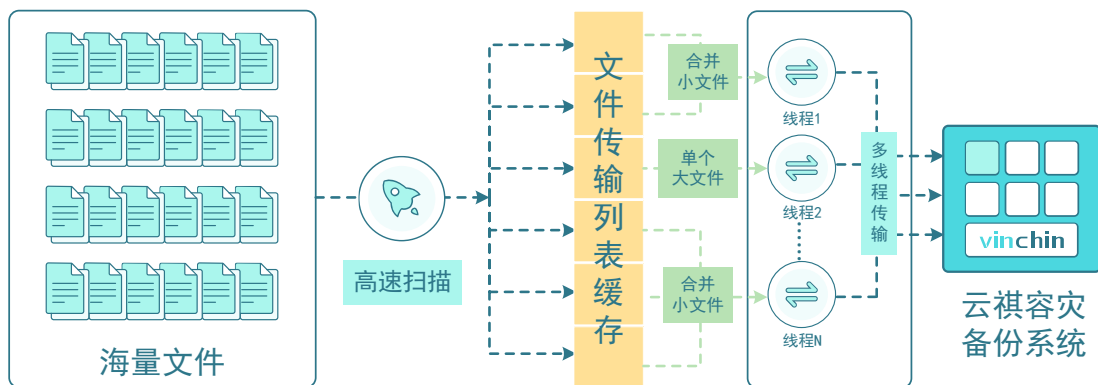 海量文件
高速扫描
文件传输列表缓存
合并
小文件
单个
大文件
合并
小文件
线程1
线程2
线程N
多线程传输
vinchin
云祺容灾
备份系统